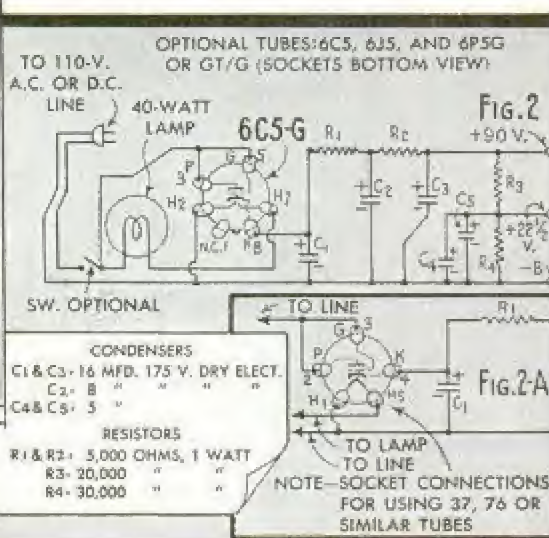 OPTIONAL TUBES: 6C5, 6J5, AND 6P5G
OR GT/G (SOCKETS BOTTOM VIEW)
TO 110-V.
A.C. OR D.C.
LINE
40-WATT
LAMP
6C5-G
FIG. 2
+90 V.
R1
R2
R3
R4
C1
C2
C3
C4
C5
+22½
V.
-B
P
3
G
5
H2
H7
N.C. 1
K8
SW. OPTIONAL
TO LINE
G 3
P
2
K
4
H1
H5
R1
C1
FIG. 2-A
TO LAMP
TO LINE
NOTE—SOCKET CONNECTIONS
FOR USING 37, 76 OR
SIMILAR TUBES
CONDENSERS
C1 & C3= 16 MFD. 175 V. DRY ELECT.
C2= 8 " " " "
C4 & C5= 5 "
RESISTORS
R1 & R2= 5,000 OHMS, 1 WATT
R3= 20,000 " "
R4= 30,000 " "